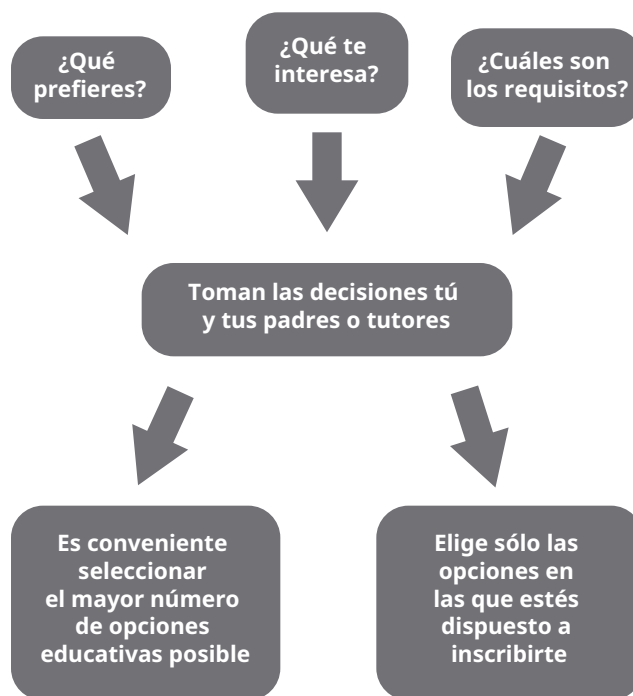 ¿Qué
prefieres?
¿Qué te
interesa?
¿Cuáles son
los requisitos?
Toman las decisiones tú
y tus padres o tutores
Es conveniente
seleccionar
el mayor número
de opciones
educativas posible
Elige sólo las
opciones en
las que estés
dispuesto a
inscribirte